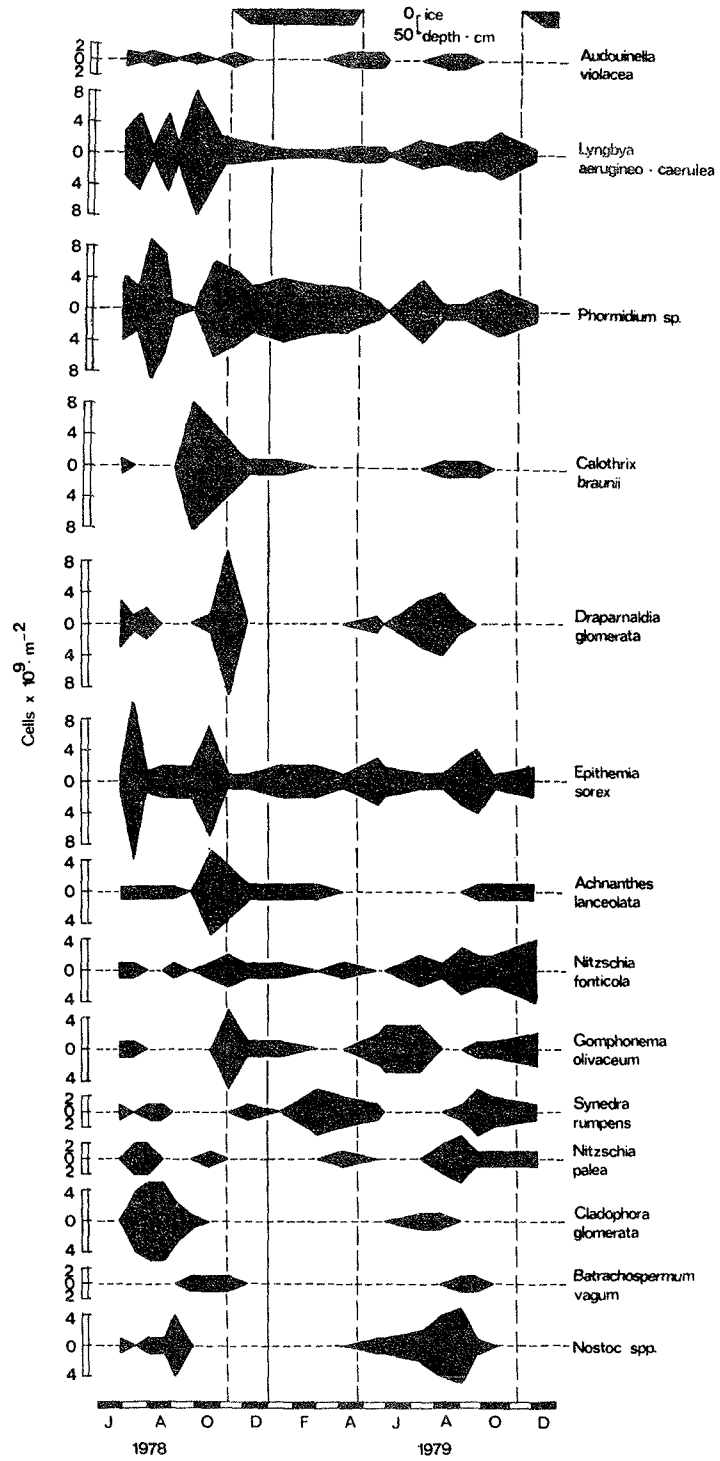 0 ice
50 depth · cm
2
0
2
Audouinella
violacea
8
4
0
4
8
Lyngbya
aerugineo · caerulea
8
4
0
4
8
Phormidium sp.
8
4
0
4
8
Calothrix
braunii
8
4
0
4
8
Draparnaldia
glomerata
Cells x 10⁹· m⁻²
8
4
0
4
8
Epithemia
sorex
4
0
4
Achnanthes
lanceolata
4
0
4
Nitzschia
fonticola
4
0
4
Gomphonema
olivaceum
2
0
2
Synedra
rumpens
2
0
2
Nitzschia
palea
4
0
4
Cladophora
glomerata
2
0
2
Batrachospermum
vagum
4
0
4
Nostoc spp.
J A O D F A J A O D
1978 1979